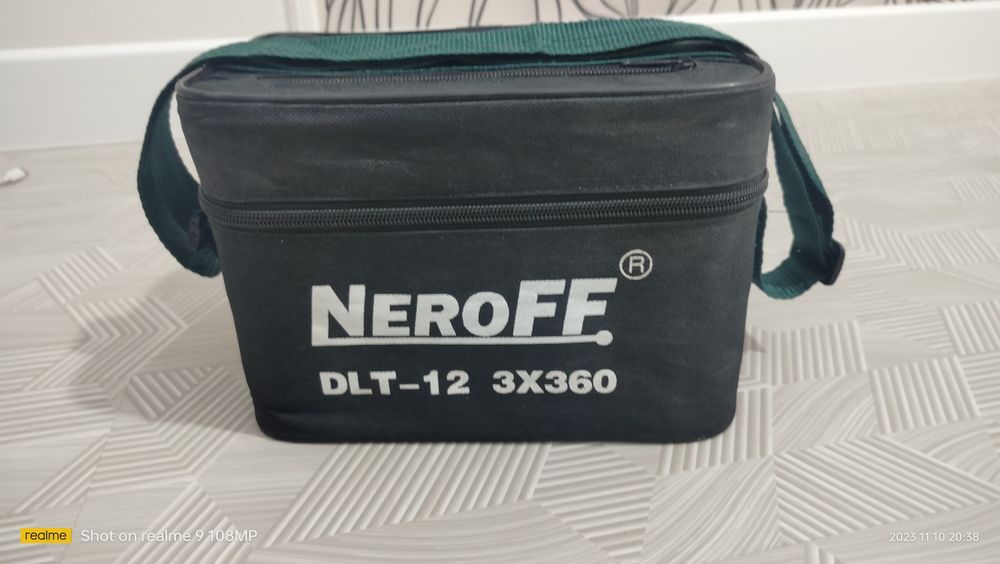 NEROFF®
DLT-12 3X360
realme Shot on realme 9 108MP
2023 11 10 20:38